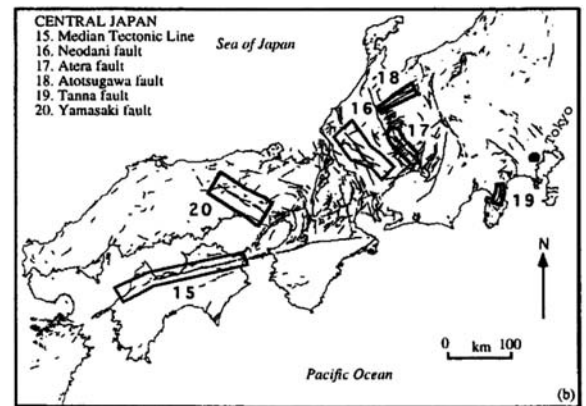 CENTRAL JAPAN
15. Median Tectonic Line
16. Neodani fault
17. Atera fault
18. Atotsugawa fault
19. Tanna fault
20. Yamasaki fault
Sea of Japan
18
16
17
Tokyo
19
20
15
N
0 km 100
Pacific Ocean
(b)